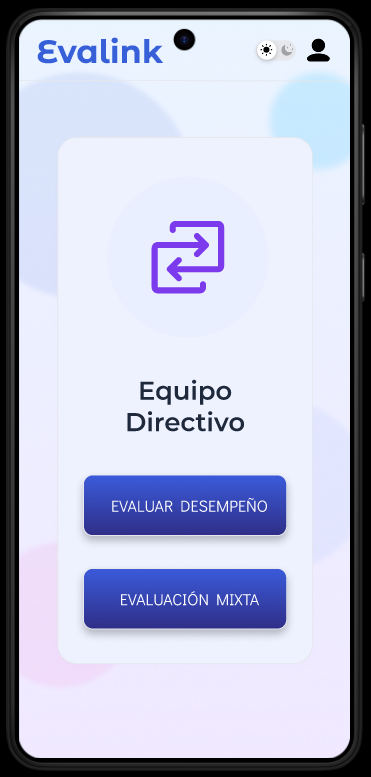 Evalink
Equipo
Directivo
EVALUAR DESEMPEÑO
EVALUACIÓN MIXTA